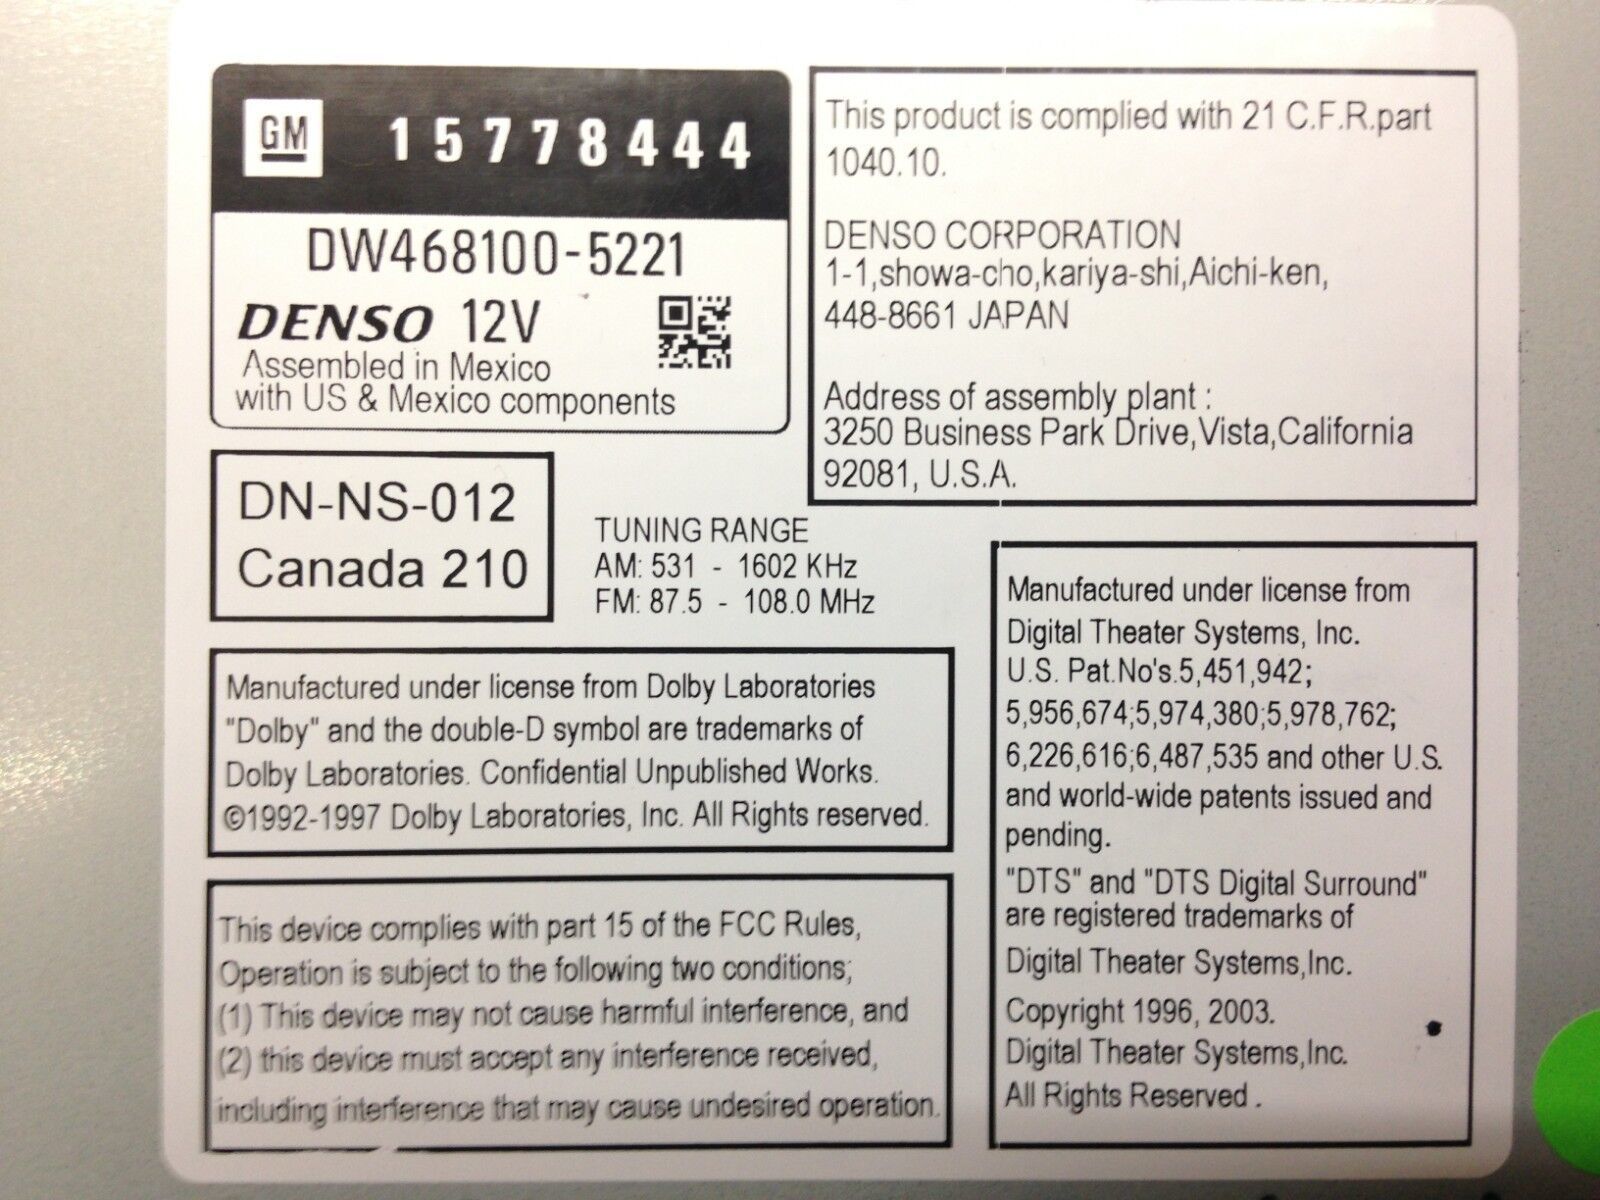 GM 15778444
DW468100-5221
DENSO 12V
Assembled in Mexico
with US & Mexico components
This product is complied with 21 C.F.R.part
1040.10.
DENSO CORPORATION
1-1,showa-cho,kariya-shi,Aichi-ken,
448-8661 JAPAN
Address of assembly plant :
3250 Business Park Drive,Vista,California
92081, U.S.A.
DN-NS-012
Canada 210
TUNING RANGE
AM: 531 - 1602 KHz
FM: 87.5 - 108.0 MHz
Manufactured under license from Dolby Laboratories
"Dolby" and the double-D symbol are trademarks of
Dolby Laboratories. Confidential Unpublished Works.
©1992-1997 Dolby Laboratories, Inc. All Rights reserved.
This device complies with part 15 of the FCC Rules,
Operation is subject to the following two conditions;
(1) This device may not cause harmful interference, and
(2) this device must accept any interference received,
including interference that may cause undesired operation.
Manufactured under license from
Digital Theater Systems, Inc.
U.S. Pat.No's.5,451,942;
5,956,674;5,974,380;5,978,762;
6,226,616;6,487,535 and other U.S.
and world-wide patents issued and
pending.
"DTS" and "DTS Digital Surround"
are registered trademarks of
Digital Theater Systems,Inc.
Copyright 1996, 2003.
Digital Theater Systems,Inc.
All Rights Reserved .